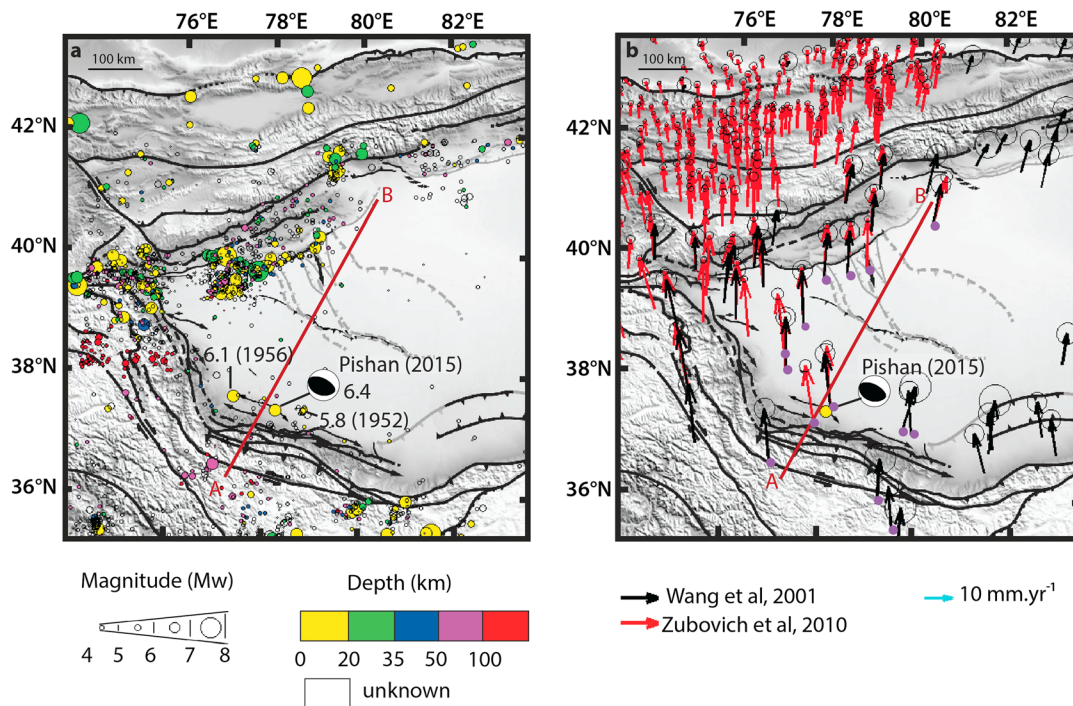 76°E 78°E 80°E 82°E
76°E 78°E 80°E 82°E
a
100 km
b
100 km
42°N
42°N
B
B
40°N
40°N
38°N
38°N
6.1 (1956)
Pishan (2015)
6.4
5.8 (1952)
Pishan (2015)
A
A
36°N
36°N
Magnitude (Mw)
4 5 6 7 8
Depth (km)
0 20 35 50 100
unknown
Wang et al, 2001
10 mm.yr⁻¹
Zubovich et al, 2010